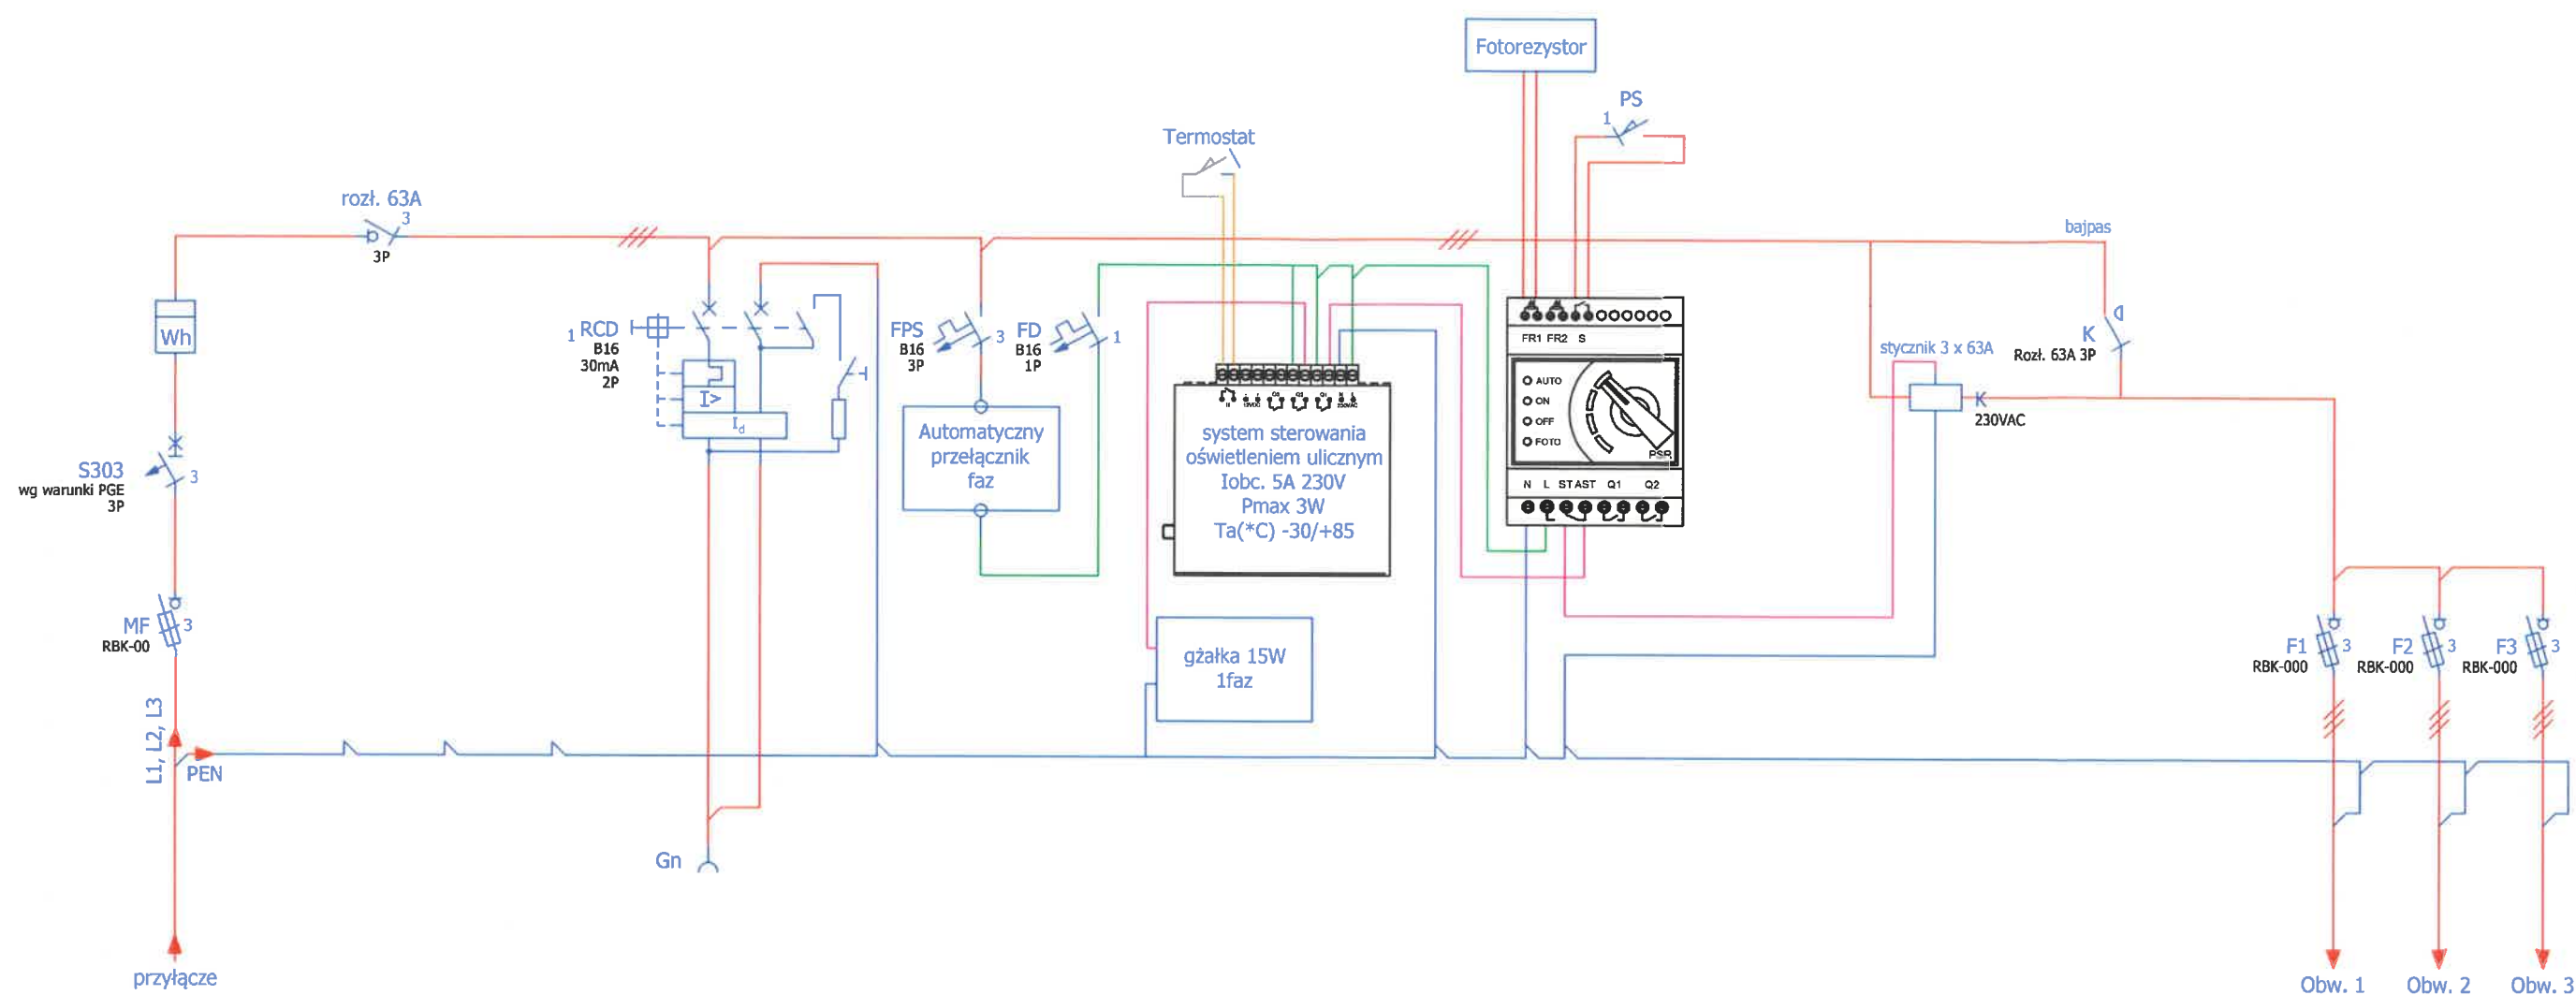 Fotorezystor
PS
1
Termostat
rozł. 63A
3
3P
bajpas
Wh
1 RCD
B16
30mA
2P
I>
Id
FPS
B16
3P
3
FD
B16
1P
1
FR1 FR2 S
AUTO
ON
OFF
FOTO
PSR
N L ST AST Q1 Q2
stycznik 3 x 63A
K
Rozł. 63A 3P
K
230VAC
S303
wg warunki PGE
3P
3
Automatyczny
przełącznik
faz
system sterowania
oświetleniem ulicznym
Iobc. 5A 230V
Pmax 3W
Ta(*C) -30/+85
MF
RBK-00
3
gżałka 15W
1faz
F1
RBK-000
3
F2
RBK-000
3
F3
RBK-000
3
L1, L2, L3
PEN
Gn
przyłącze
Obw. 1
Obw. 2
Obw. 3